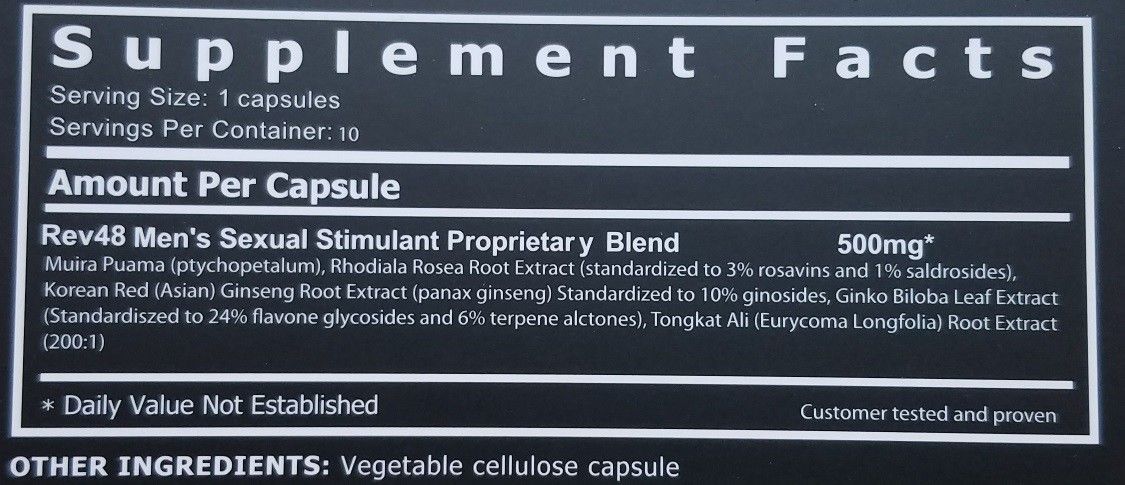 Supplement Facts
Serving Size: 1 capsules
Servings Per Container: 10
Amount Per Capsule
Rev48 Men's Sexual Stimulant Proprietary Blend 500mg*
Muira Puama (ptychopetalum), Rhodiala Rosea Root Extract (standardized to 3% rosavins and 1% saldrosides),
Korean Red (Asian) Ginseng Root Extract (panax ginseng) Standardized to 10% ginosides, Ginko Biloba Leaf Extract
(Standardiszed to 24% flavone glycosides and 6% terpene alctones), Tongkat Ali (Eurycoma Longfolia) Root Extract
(200:1)
* Daily Value Not Established Customer tested and proven
OTHER INGREDIENTS: Vegetable cellulose capsule